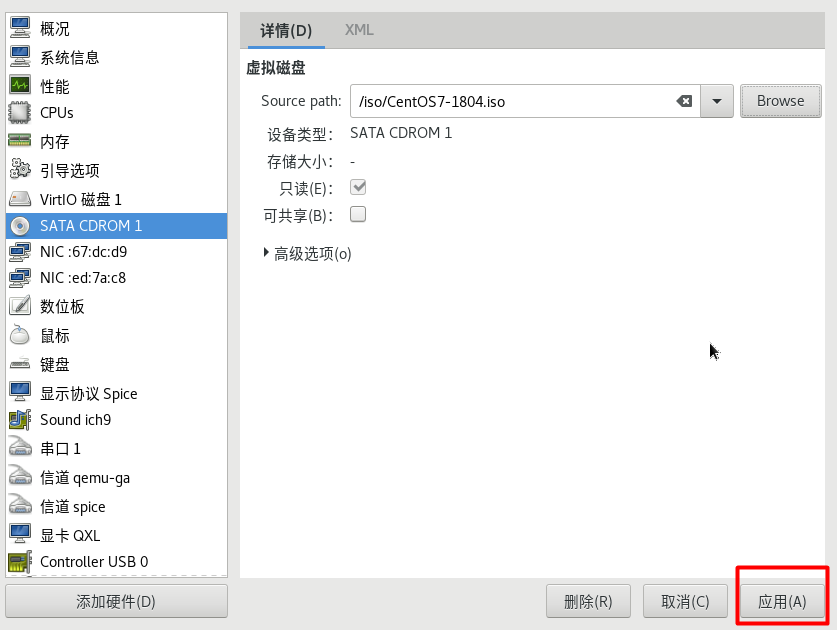 概况
系统信息
性能
CPUs
内存
引导选项
VirtIO 磁盘 1
SATA CDROM 1
NIC :67:dc:d9
NIC :ed:7a:c8
数位板
鼠标
键盘
显示协议 Spice
Sound ich9
串口 1
信道 qemu-ga
信道 spice
显卡 QXL
Controller USB 0
添加硬件(D)
详情(D) XML
虚拟磁盘
Source path: /iso/CentOS7-1804.iso Browse
设备类型: SATA CDROM 1
存储大小: -
只读(E):
可共享(B):
高级选项(o)
删除(R) 取消(C) 应用(A)